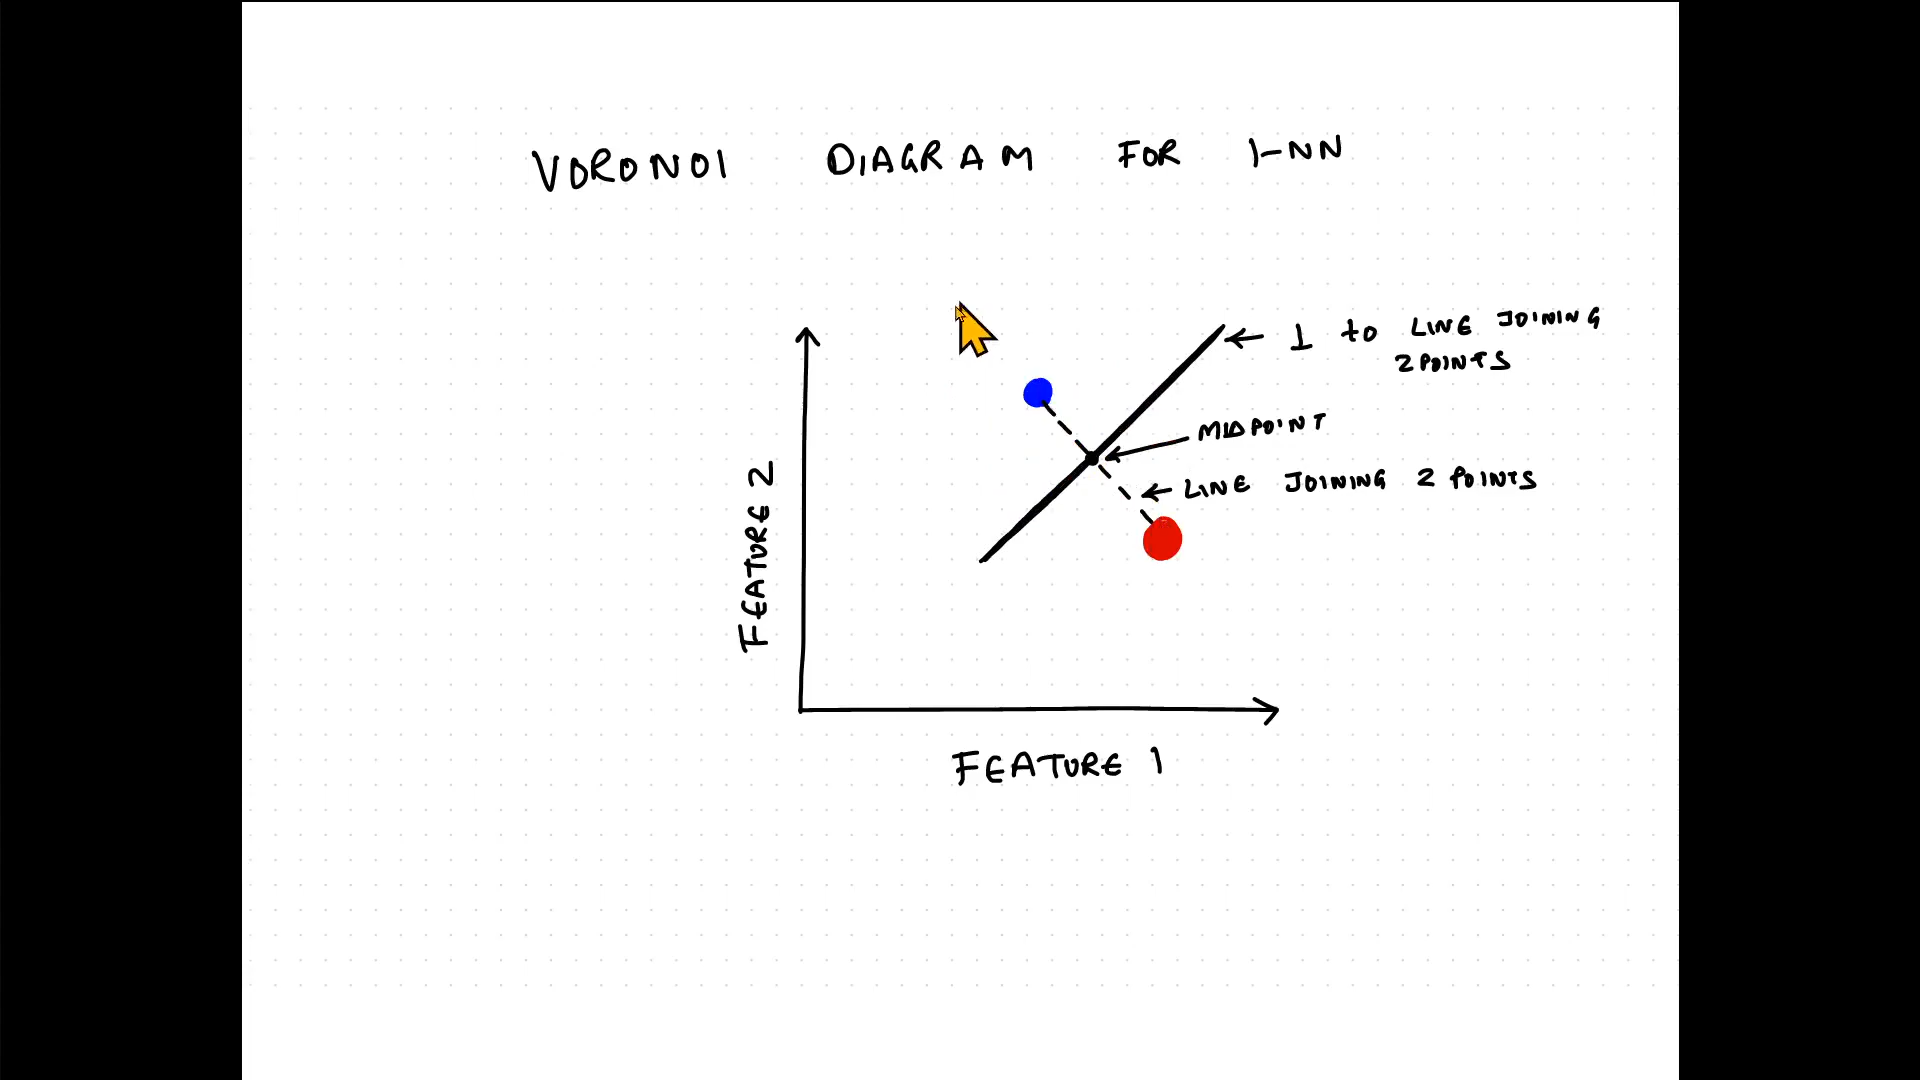 VORONOI DIAGRAM FOR 1-NN
⊥ to LINE JOINING
2 POINTS
MIDPOINT
LINE JOINING 2 POINTS
FEATURE 2
FEATURE 1